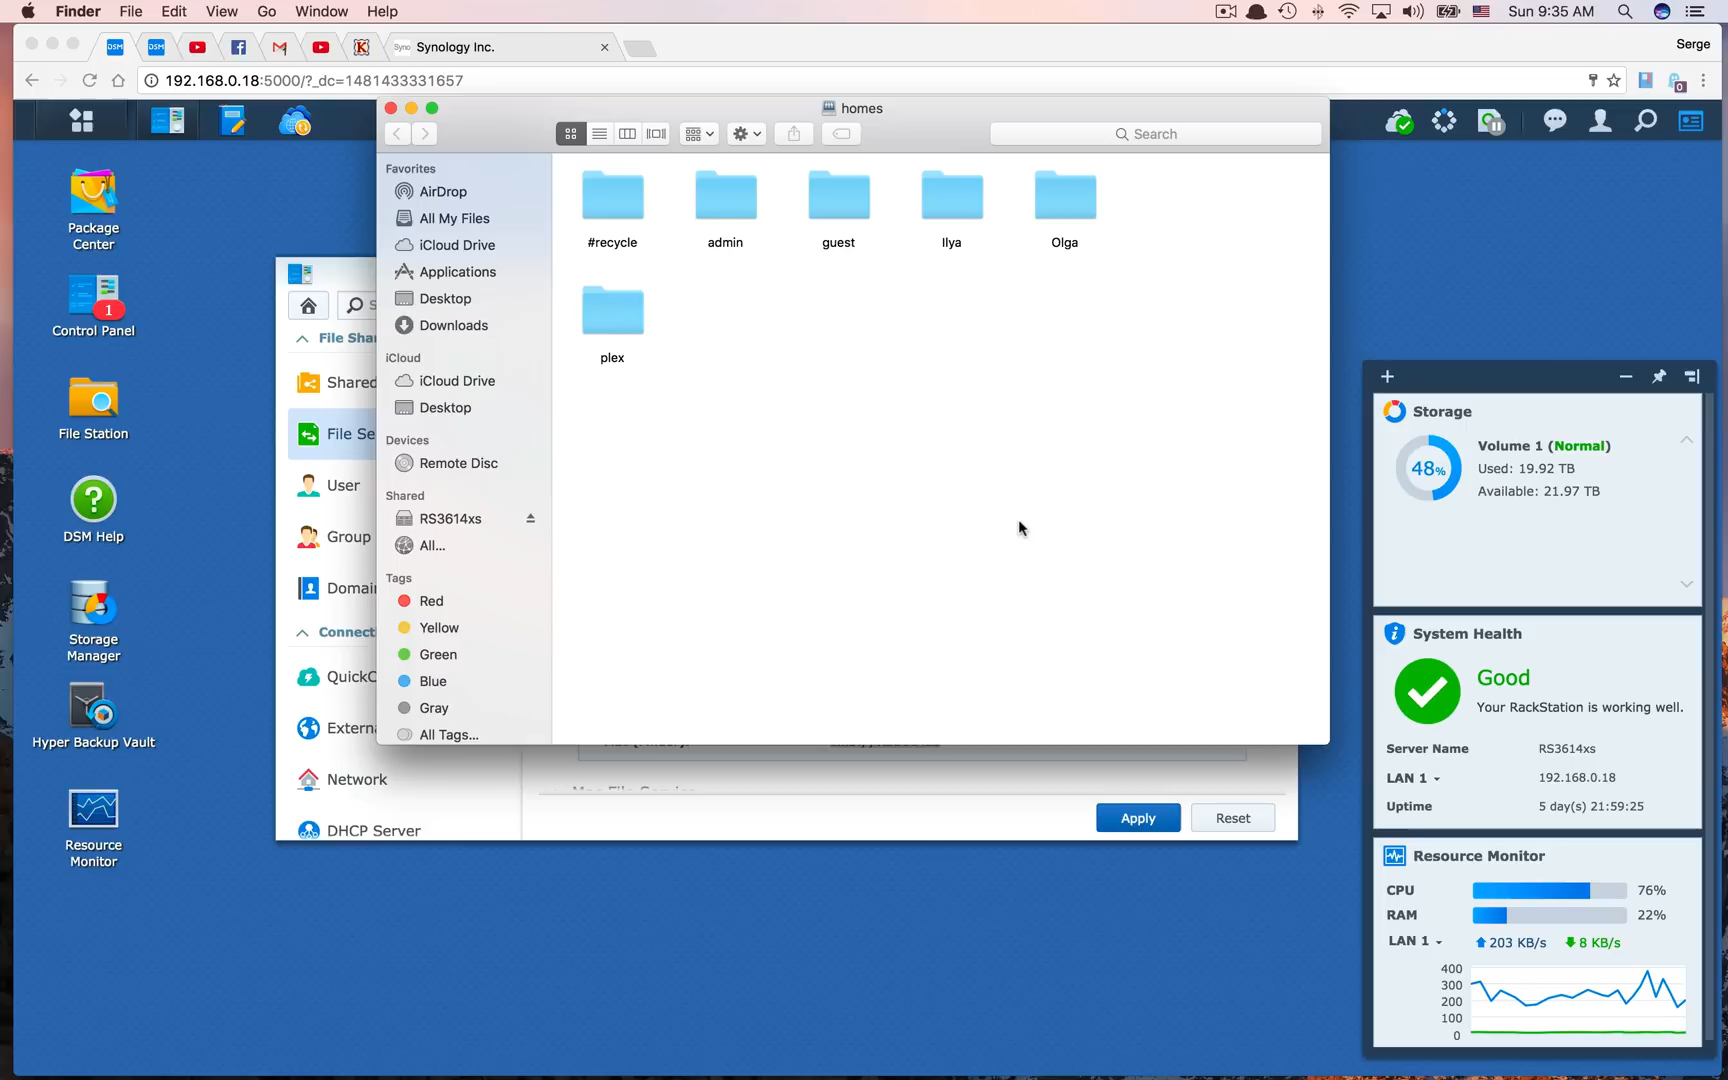 Finder File Edit View Go Window Help Sun 9:35 AM
DSM DSM K Syno Synology Inc. Serge
192.168.0.18:5000/?_dc=1481433331657 0
homes
Search
Favorites
AirDrop
All My Files
iCloud Drive
Applications
Desktop
Downloads
iCloud
iCloud Drive
Desktop
Devices
Remote Disc
Shared
RS3614xs
All...
Tags
Red
Yellow
Green
Blue
Gray
All Tags...
#recycle admin guest Ilya Olga
plex
Package
Center
1
Control Panel
File Station
DSM Help
Storage
Manager
Hyper Backup Vault
Resource
Monitor
S
File Sha
Shared
File Se
User
Group
Domai
Connect
QuickC
Externa
Network
DHCP Server
Apply Reset
Storage
48%
Volume 1 (Normal)
Used: 19.92 TB
Available: 21.97 TB
System Health
Good
Your RackStation is working well.
Server Name RS3614xs
LAN 1 192.168.0.18
Uptime 5 day(s) 21:59:25
Resource Monitor
CPU 76%
RAM 22%
LAN 1 203 KB/s 8 KB/s
400
300
200
100
0